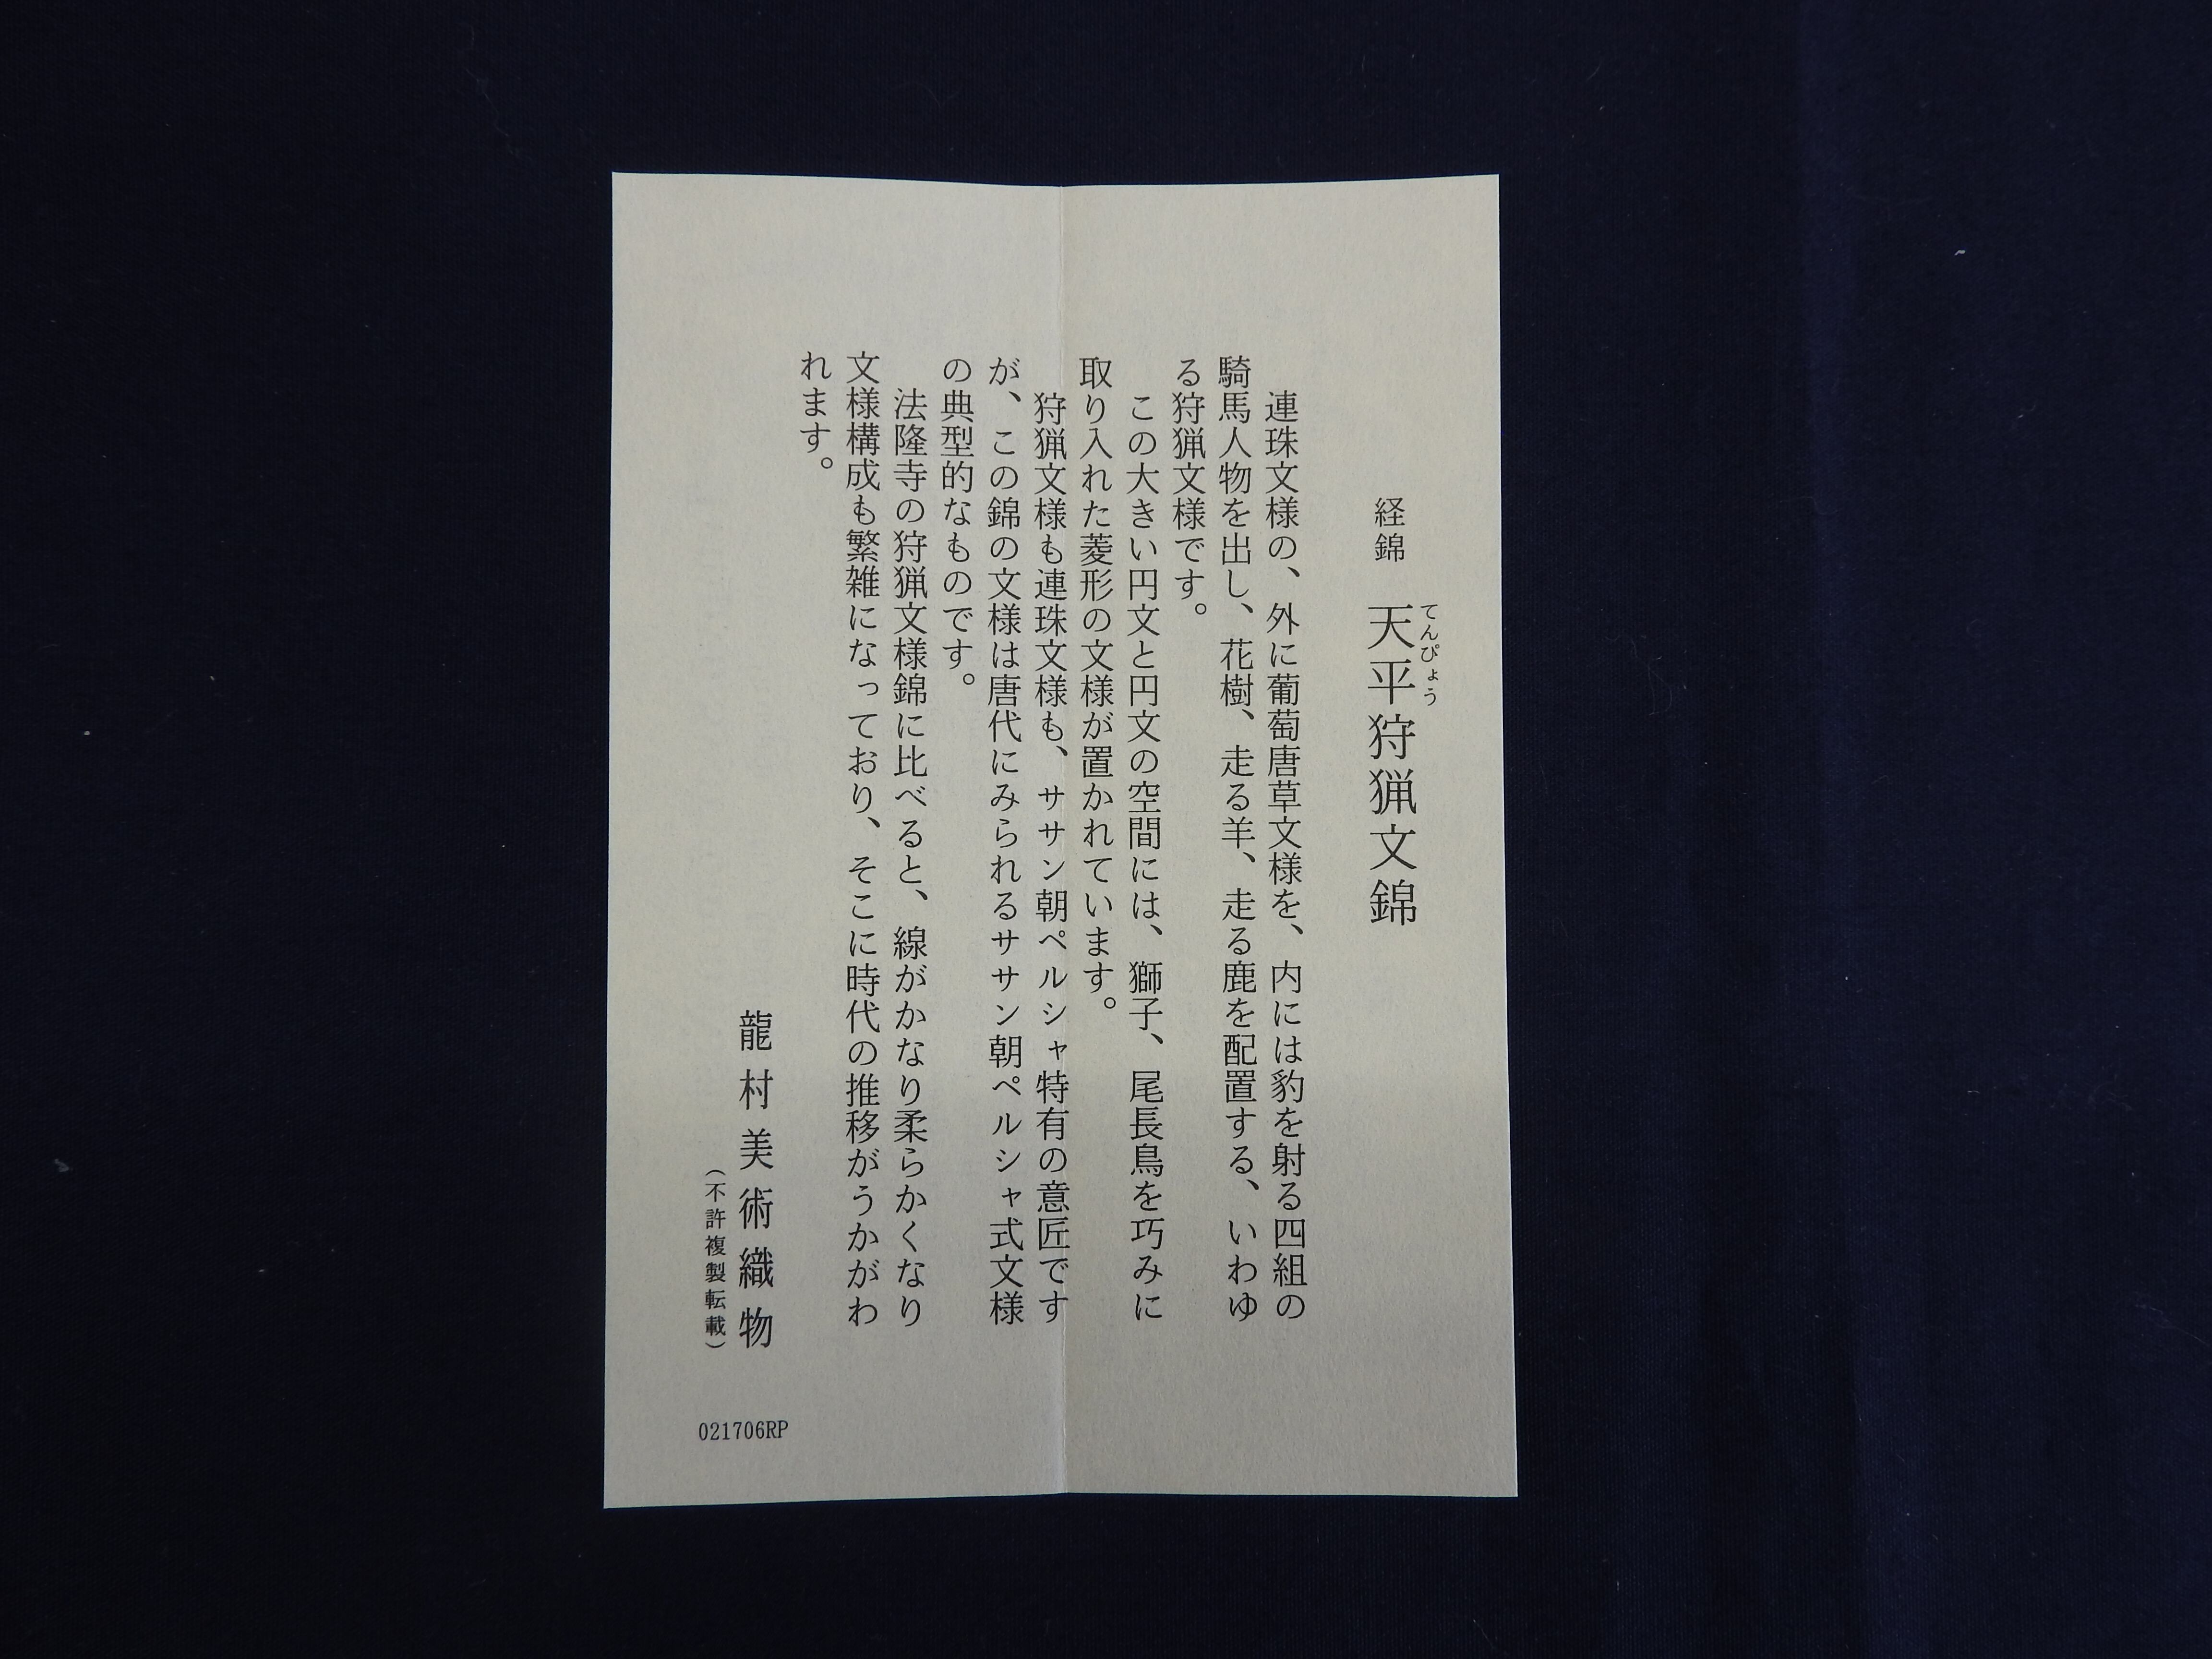 経錦　天平狩猟文錦
てんぴょう
連珠文様の、外に葡萄唐草文様を、内には豹を射る四組の
騎馬人物を出し、花樹、走る羊、走る鹿を配置する、いわゆ
る狩猟文様です。
この大きい円文と円文の空間には、獅子、尾長鳥を巧みに
取り入れた菱形の文様が置かれています。
狩猟文様も連珠文様も、ササン朝ペルシャ特有の意匠です
が、この錦の文様は唐代にみられるササン朝ペルシャ式文様
の典型的なものです。
法隆寺の狩猟文様錦に比べると、線がかなり柔らかくなり
文様構成も繁雑になっており、そこに時代の推移がうかがわ
れます。
龍村美術織物
（不許複製転載）
021706RP